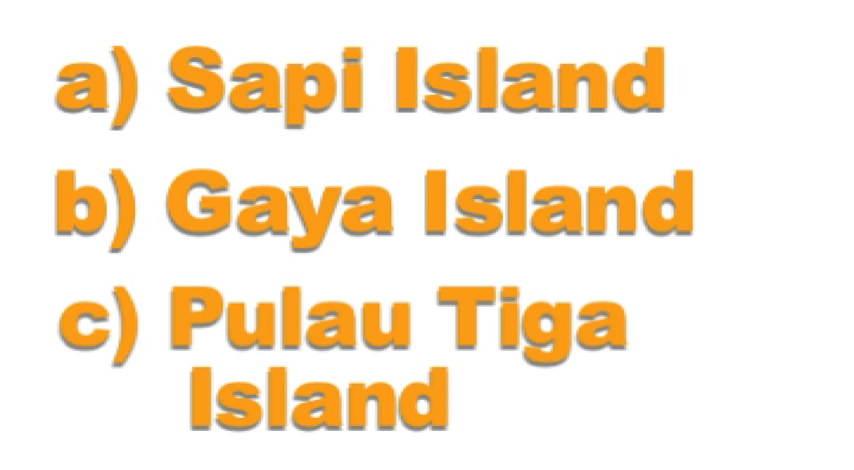 a) Sapi Island
b) Gaya Island
c) Pulau Tiga
Island